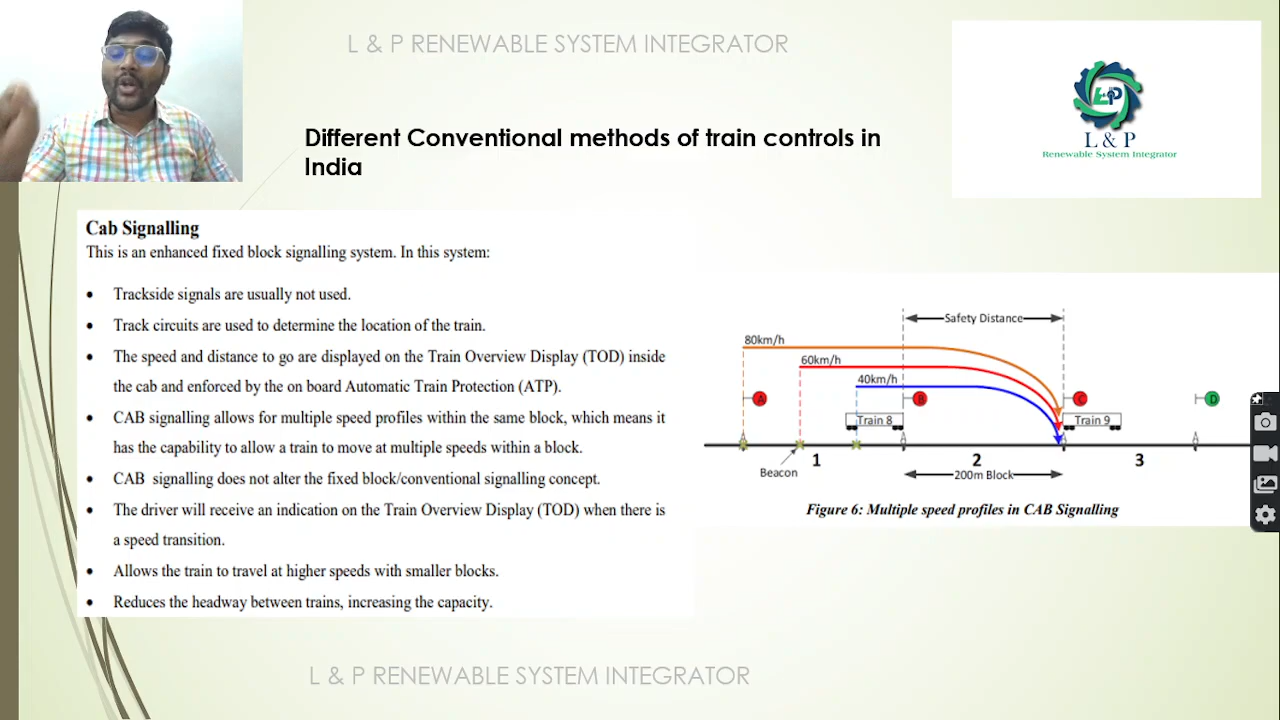 L & P RENEWABLE SYSTEM INTEGRATOR
L&P
L & P
Renewable System Integrator
Different Conventional methods of train controls in
India
Cab Signalling
This is an enhanced fixed block signalling system. In this system:
• Trackside signals are usually not used.
• Track circuits are used to determine the location of the train.
• The speed and distance to go are displayed on the Train Overview Display (TOD) inside
the cab and enforced by the on board Automatic Train Protection (ATP).
• CAB signalling allows for multiple speed profiles within the same block, which means it
has the capability to allow a train to move at multiple speeds within a block.
• CAB signalling does not alter the fixed block/conventional signalling concept.
• The driver will receive an indication on the Train Overview Display (TOD) when there is
a speed transition.
• Allows the train to travel at higher speeds with smaller blocks.
• Reduces the headway between trains, increasing the capacity.
Safety Distance
80km/h
60km/h
40km/h
A
B
C
D
Train 8
Train 9
1
2
3
Beacon
200m Block
Figure 6: Multiple speed profiles in CAB Signalling
L & P RENEWABLE SYSTEM INTEGRATOR